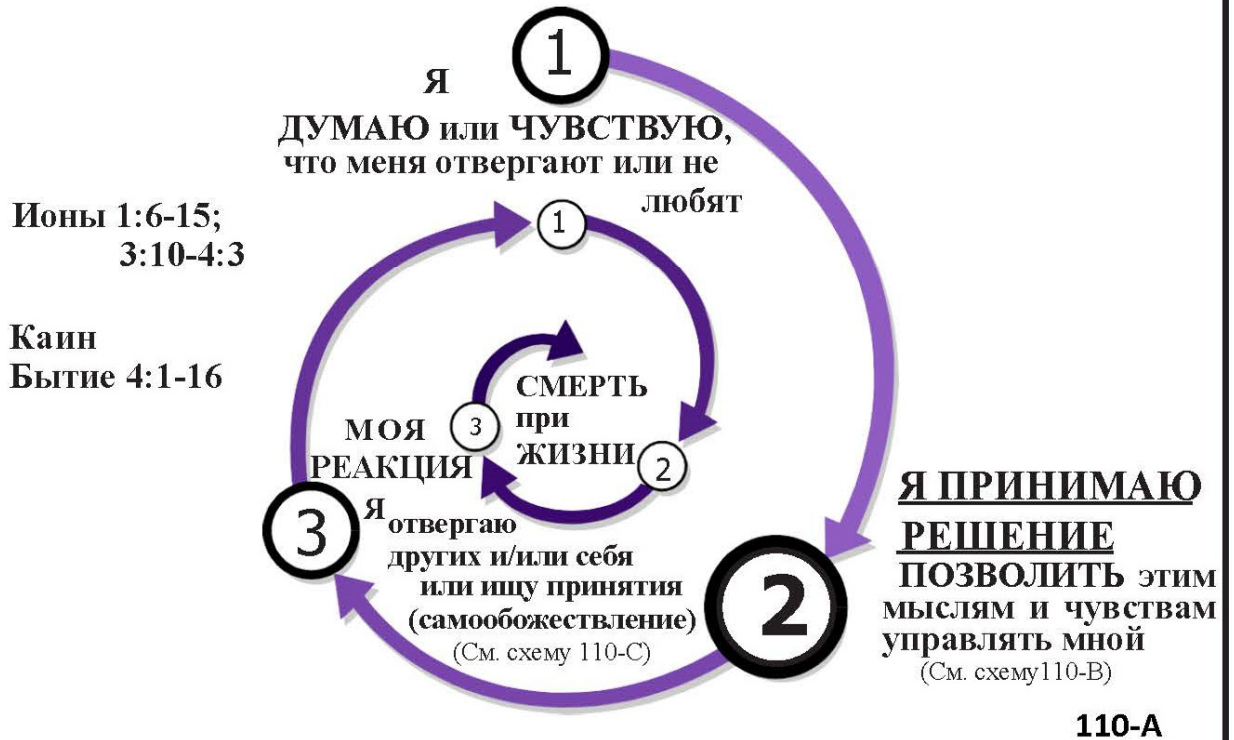 1
Я
ДУМАЮ или ЧУВСТВУЮ,
что меня отвергают или не
любят
Ионы 1:6-15;
3:10-4:3
Каин
Бытие 4:1-16
1
СМЕРТЬ
при
ЖИЗНИ
2
3
2
Я ПРИНИМАЮ
РЕШЕНИЕ
ПОЗВОЛИТЬ этим
мыслям и чувствам
управлять мной
(См. схему110-В)
3
МОЯ
РЕАКЦИЯ
Я
отвергаю
других и/или себя
или ищу принятия
(самообожествление)
(См. схему 110-С)
110-А